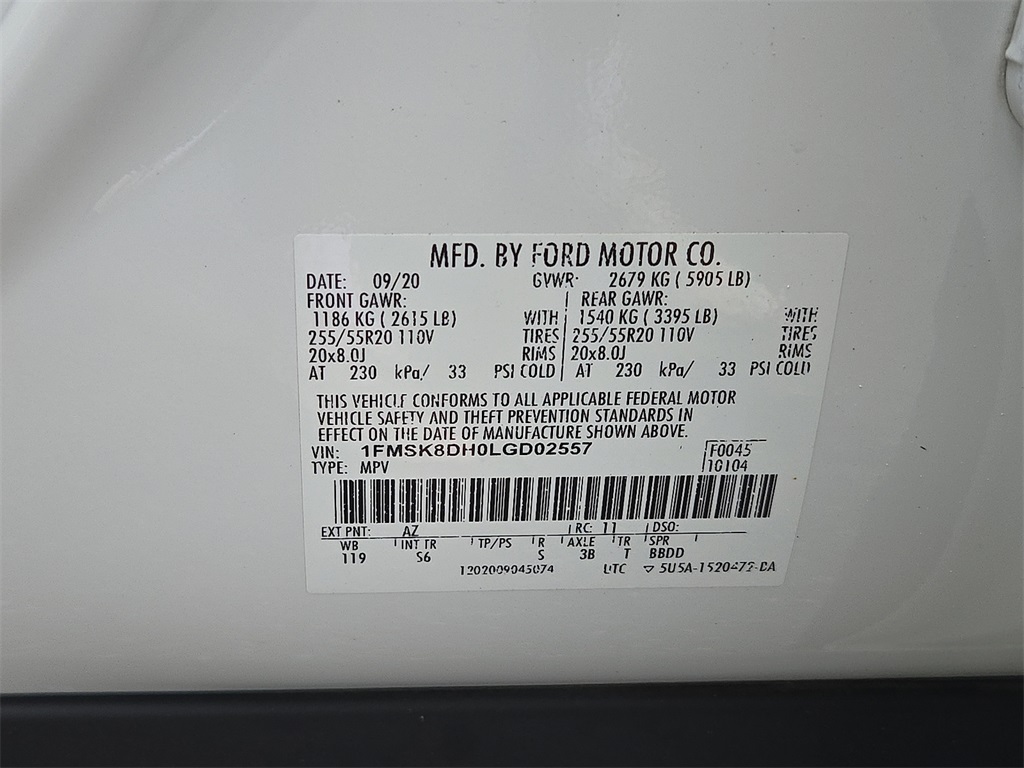 MFD. BY FORD MOTOR CO.
DATE: 09/20 GVWR: 2679 KG ( 5905 LB)
FRONT GAWR: REAR GAWR:
1186 KG ( 2615 LB) WITH 1540 KG ( 3395 LB) WITH
255/55R20 110V TIRES 255/55R20 110V TIRES
20x8.0J RIMS 20x8.0J RIMS
AT 230 kPa/ 33 PSI COLD AT 230 kPa/ 33 PSI COLD
THIS VEHICLE CONFORMS TO ALL APPLICABLE FEDERAL MOTOR
VEHICLE SAFETY AND THEFT PREVENTION STANDARDS IN
EFFECT ON THE DATE OF MANUFACTURE SHOWN ABOVE.
VIN: 1FMSK8DH0LGD02557 F0045
TYPE: MPV 10104
EXT PNT: AZ RC: 11 DSO:
WB INT TR TP/PS R AXLE TR SPR
119 S6 S 3B T BBDD
1202009045074 UTC